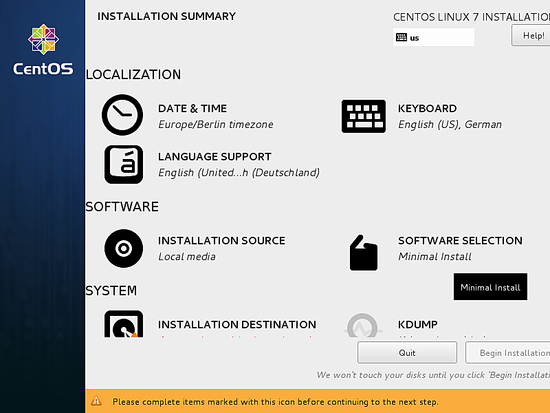 INSTALLATION SUMMARY
CENTOS LINUX 7 INSTALLATIO
us
Help!
CentOS
LOCALIZATION
DATE & TIME
Europe/Berlin timezone
KEYBOARD
English (US), German
LANGUAGE SUPPORT
English (United...h (Deutschland)
SOFTWARE
INSTALLATION SOURCE
Local media
SOFTWARE SELECTION
Minimal Install
Minimal Install
SYSTEM
INSTALLATION DESTINATION
KDUMP
Quit
Begin Installation
We won't touch your disks until you click 'Begin Installati
Please complete items marked with this icon before continuing to the next step.